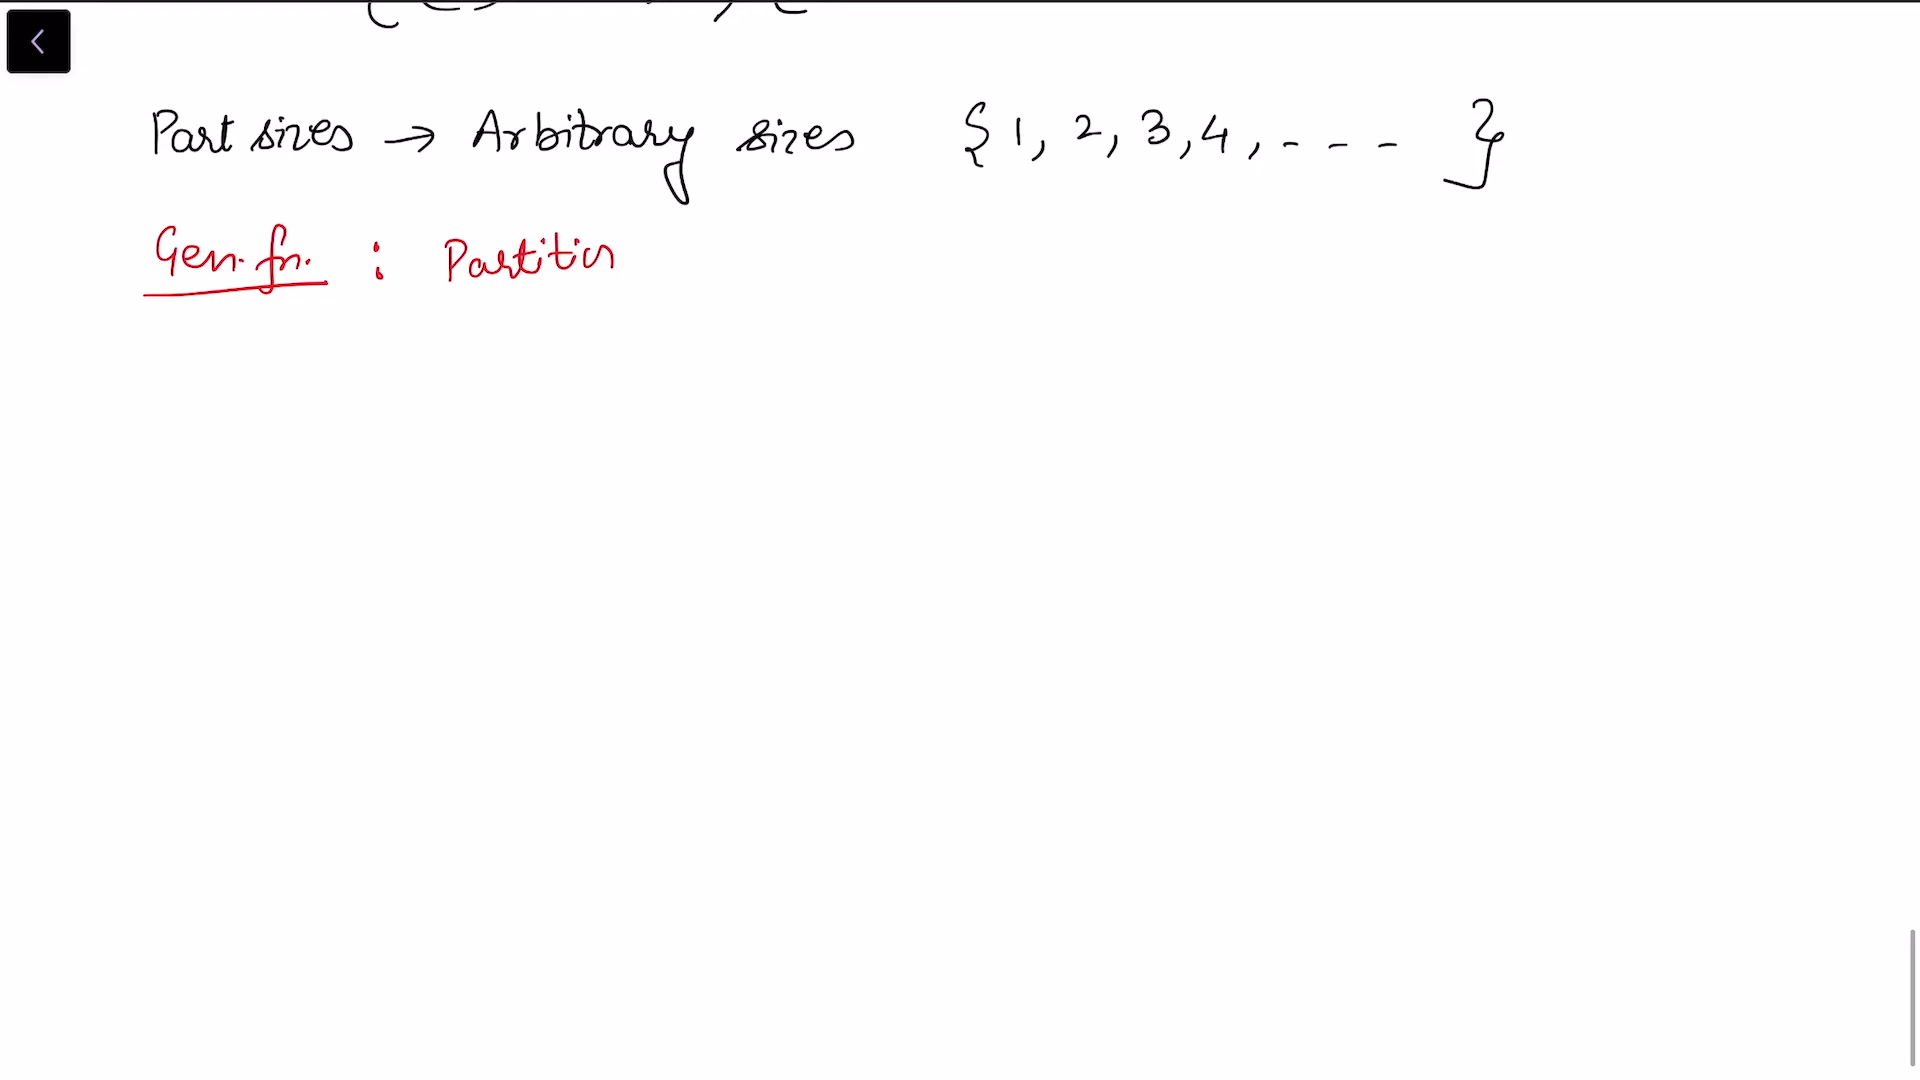 Part sizes → Arbitrary sizes {1, 2, 3, 4, - - - }
Gen. fn. : Partition